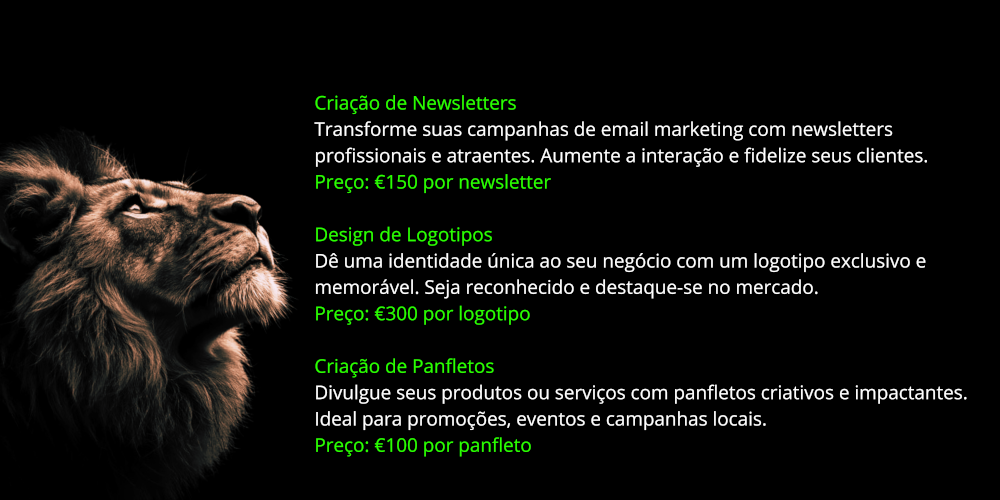 Criação de Newsletters
Transforme suas campanhas de email marketing com newsletters
profissionais e atraentes. Aumente a interação e fidelize seus clientes.
Preço: €150 por newsletter
Design de Logotipos
Dê uma identidade única ao seu negócio com um logotipo exclusivo e
memorável. Seja reconhecido e destaque-se no mercado.
Preço: €300 por logotipo
Criação de Panfletos
Divulgue seus produtos ou serviços com panfletos criativos e impactantes.
Ideal para promoções, eventos e campanhas locais.
Preço: €100 por panfleto